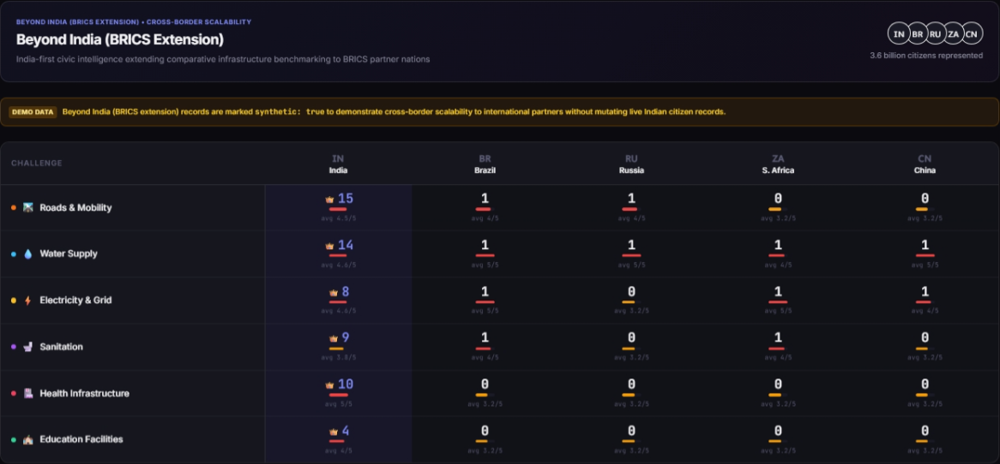 BEYOND INDIA (BRICS EXTENSION) • CROSS-BORDER SCALABILITY
Beyond India (BRICS Extension)
India-first civic intelligence extending comparative infrastructure benchmarking to BRICS partner nations
IN BR RU ZA CN
3.6 billion citizens represented
DEMO DATA Beyond India (BRICS extension) records are marked synthetic: true to demonstrate cross-border scalability to international partners without mutating live Indian citizen records.
CHALLENGE
IN BR RU ZA CN
India Brazil Russia S. Africa China
Roads & Mobility 15 1 1 0 0
avg 4.5/5 avg 4/5 avg 4/5 avg 3.2/5 avg 3.2/5
Water Supply 14 1 1 1 1
avg 4.6/5 avg 5/5 avg 5/5 avg 4/5 avg 5/5
Electricity & Grid 8 1 0 1 1
avg 4.6/5 avg 5/5 avg 3.2/5 avg 5/5 avg 4/5
Sanitation 9 1 0 1 0
avg 3.8/5 avg 4/5 avg 3.2/5 avg 4/5 avg 3.2/5
Health Infrastructure 10 0 0 0 0
avg 5/5 avg 3.2/5 avg 3.2/5 avg 3.2/5 avg 3.2/5
Education Facilities 4 0 0 0 0
avg 4/5 avg 3.2/5 avg 3.2/5 avg 3.2/5 avg 3.2/5